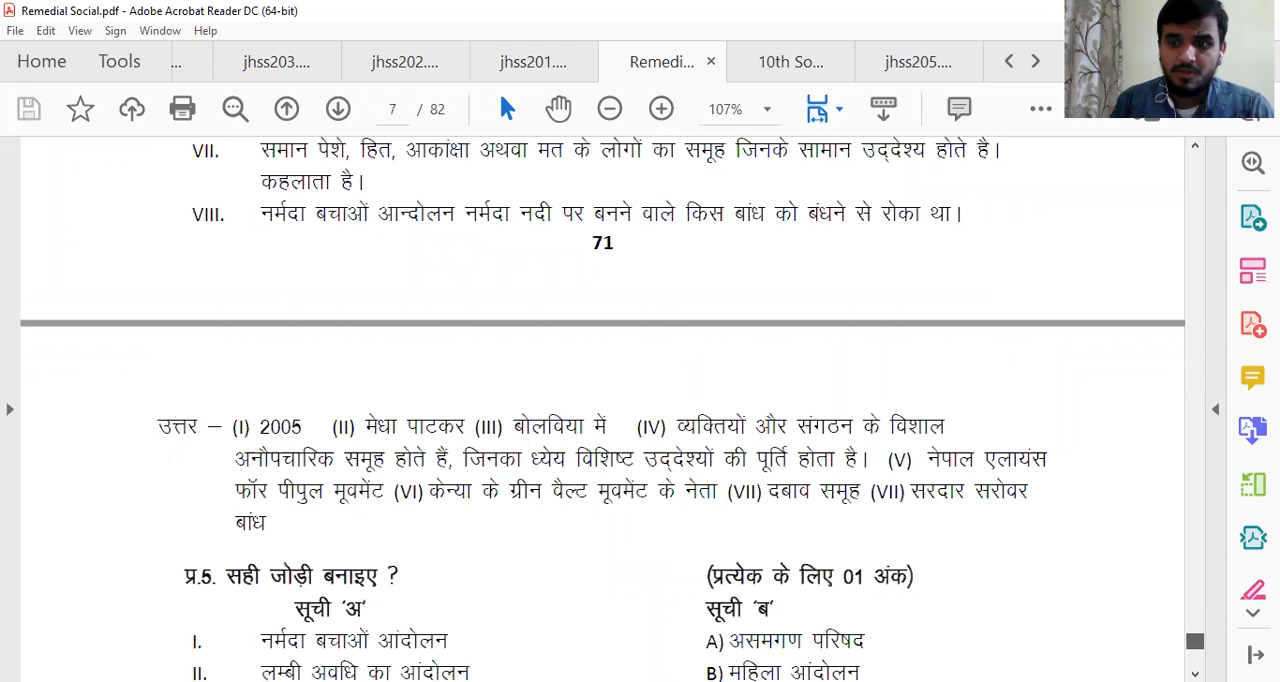 Remedial Social.pdf - Adobe Acrobat Reader DC (64-bit)
File Edit View Sign Window Help
Home Tools ... jhss203.... jhss202.... jhss201.... Remedi... × 10th So... jhss205....
7 / 82 107%
VII. समान पेशे, हित, आकांक्षा अथवा मत के लोगों का समूह जिनके सामान उद्देश्य होते है।
कहलाता है।
VIII. नर्मदा बचाओं आन्दोलन नर्मदा नदी पर बनने वाले किस बांध को बंधने से रोका था।
71
उत्तर – (I) 2005 (II) मेधा पाटकर (III) बोलविया में (IV) व्यक्तियों और संगठन के विशाल
अनौपचारिक समूह होते हैं, जिनका ध्येय विशिष्ट उद्देश्यों की पूर्ति होता है। (V) नेपाल एलायंस
फॉर पीपुल मूवमेंट (VI) केन्या के ग्रीन वैल्ट मूवमेंट के नेता (VII) दबाव समूह (VII) सरदार सरोवर
बांध
प्र.5. सही जोड़ी बनाइए ? (प्रत्येक के लिए 01 अंक)
सूची 'अ' सूची 'ब'
I. नर्मदा बचाओं आंदोलन A) असमगण परिषद
II. लम्बी अवधि का आंदोलन B) महिला आंदोलन